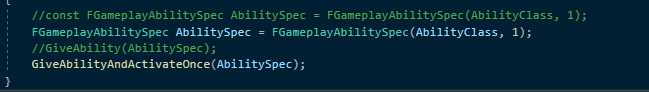 {
//const FGameplayAbilitySpec AbilitySpec = FGameplayAbilitySpec(AbilityClass, 1);
FGameplayAbilitySpec AbilitySpec = FGameplayAbilitySpec(AbilityClass, 1);
//GiveAbility(AbilitySpec);
GiveAbilityAndActivateOnce(AbilitySpec);
}